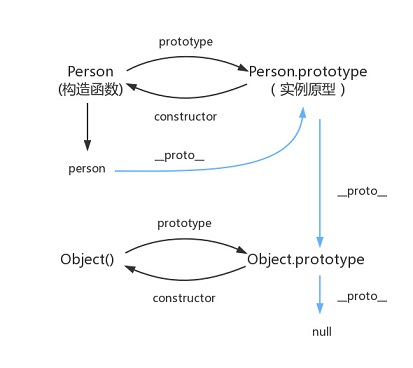 prototype
Person
(构造函数)
Person.prototype
（ 实例原型 ）
constructor
__proto__
person
__proto__
prototype
Object()
Object.prototype
constructor
__proto__
null